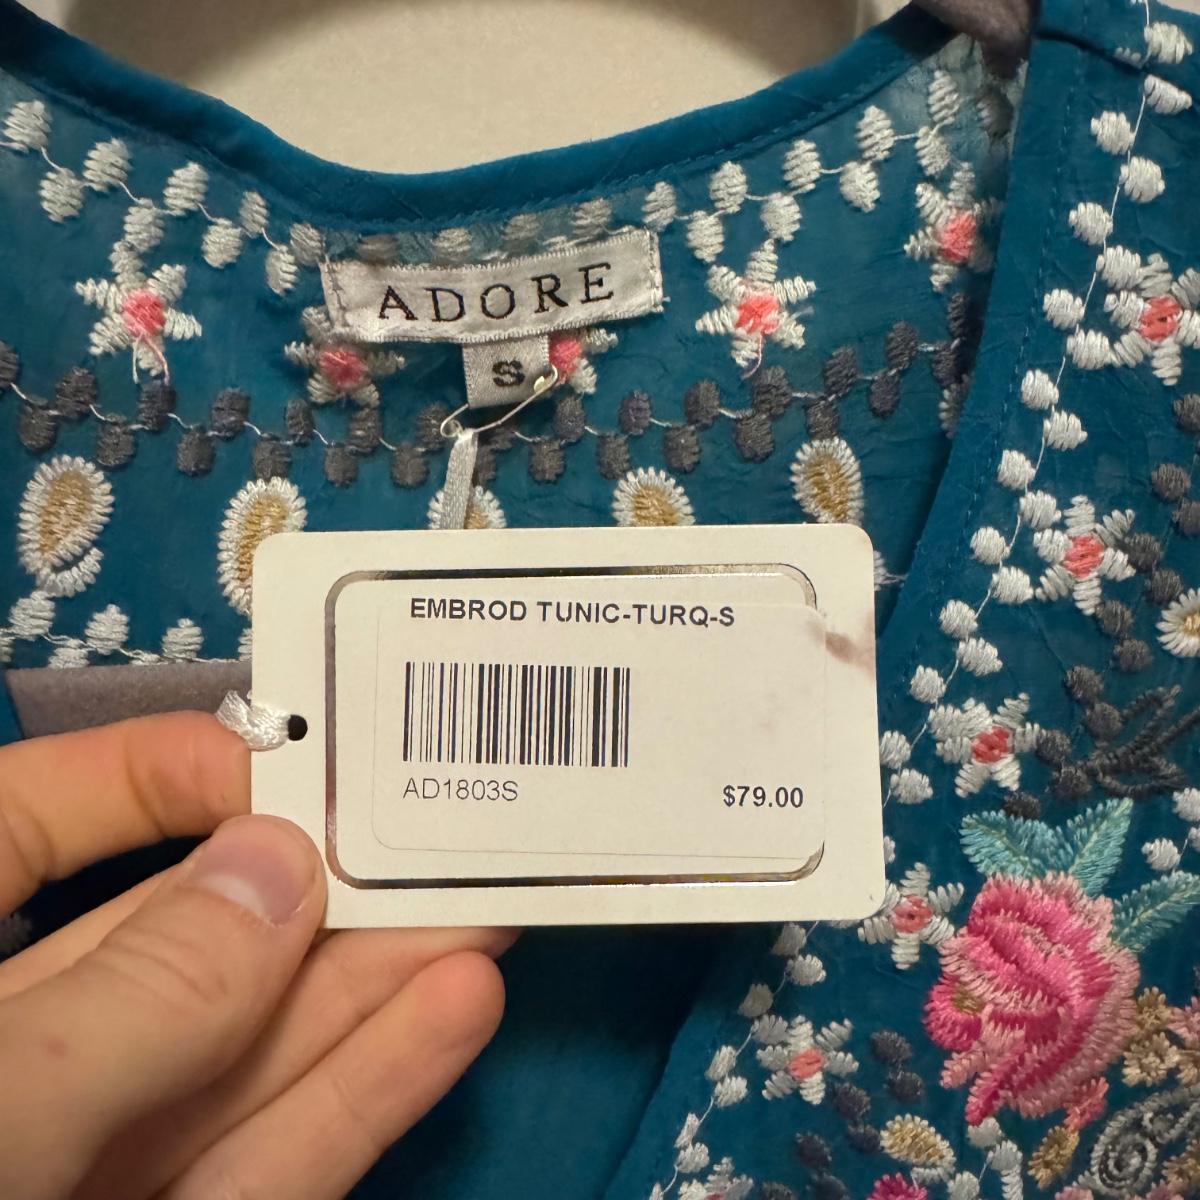 ADORE
S
EMBROD TUNIC-TURQ-S
AD1803S
$79.00